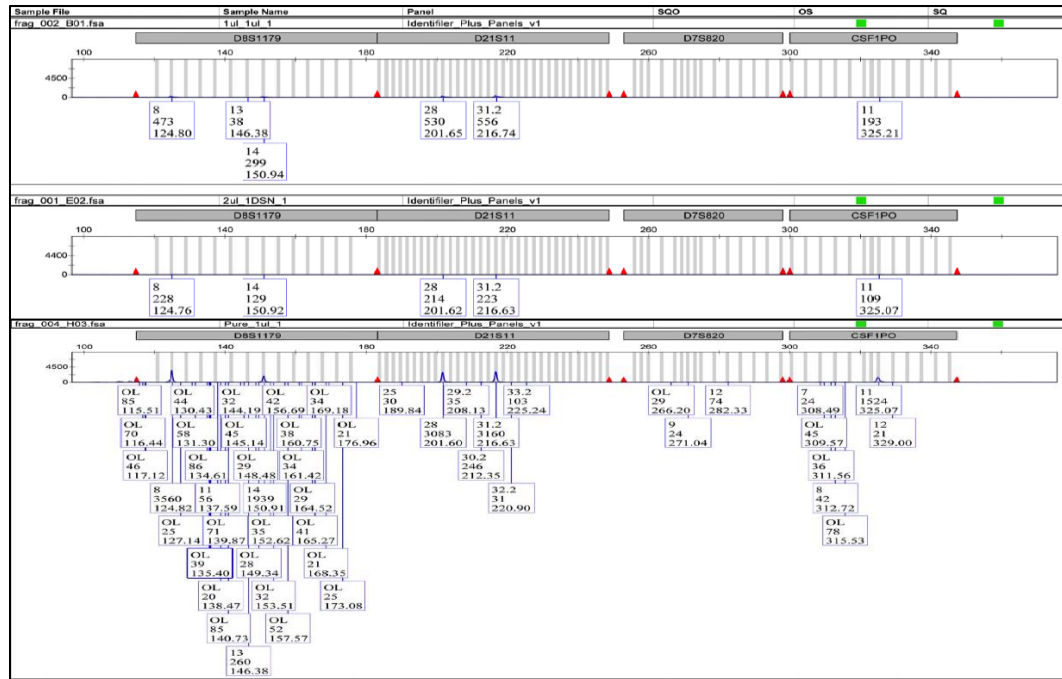 Sample File Sample Name Panel SQO OS SQ
frag_002_B01.fsa 1ul_1ul_1 Identifiler_Plus_Panels_v1
D8S1179 D21S11 D7S820 CSF1PO
100 140 180 220 260 300 340
4500
0
8 13 28 31.2 11
473 38 530 556 193
124.80 146.38 201.65 216.74 325.21
14
299
150.94
frag_001_E02.fsa 2ul_1DSN_1 Identifiler_Plus_Panels_v1
D8S1179 D21S11 D7S820 CSF1PO
100 140 180 220 260 300 340
4400
0
8 14 28 31.2 11
228 129 214 223 109
124.76 150.92 201.62 216.63 325.07
frag_004_H03.fsa Pure_1ul_1 Identifiler_Plus_Panels_v1
D8S1179 D21S11 D7S820 CSF1PO
100 140 180 220 260 300 340
4500
0
OL OL OL OL OL 25 29.2 33.2 OL 12 7 11
85 44 32 42 34 30 35 103 29 74 24 1524
115.51 130.43 144.19 156.69 169.18 189.84 208.13 225.24 266.20 282.33 308.49 325.07
OL OL OL OL OL 28 31.2 9 OL 12
70 58 45 38 21 3083 3160 24 45 21
116.44 131.30 145.14 160.75 176.96 201.60 216.63 271.04 309.57 329.00
OL OL OL OL 30.2 OL
46 86 29 34 246 36
117.12 134.61 148.48 161.42 212.35 311.56
8 11 14 OL 32.2 8
3560 56 1939 29 31 42
124.82 137.59 150.91 164.52 220.90 312.72
OL OL OL OL OL
25 71 35 41 78
127.14 139.87 152.62 165.27 315.53
OL OL OL
39 28 21
135.40 149.34 168.35
OL OL OL
20 32 25
138.47 153.51 173.08
OL OL
85 52
140.73 157.57
13
260
146.38